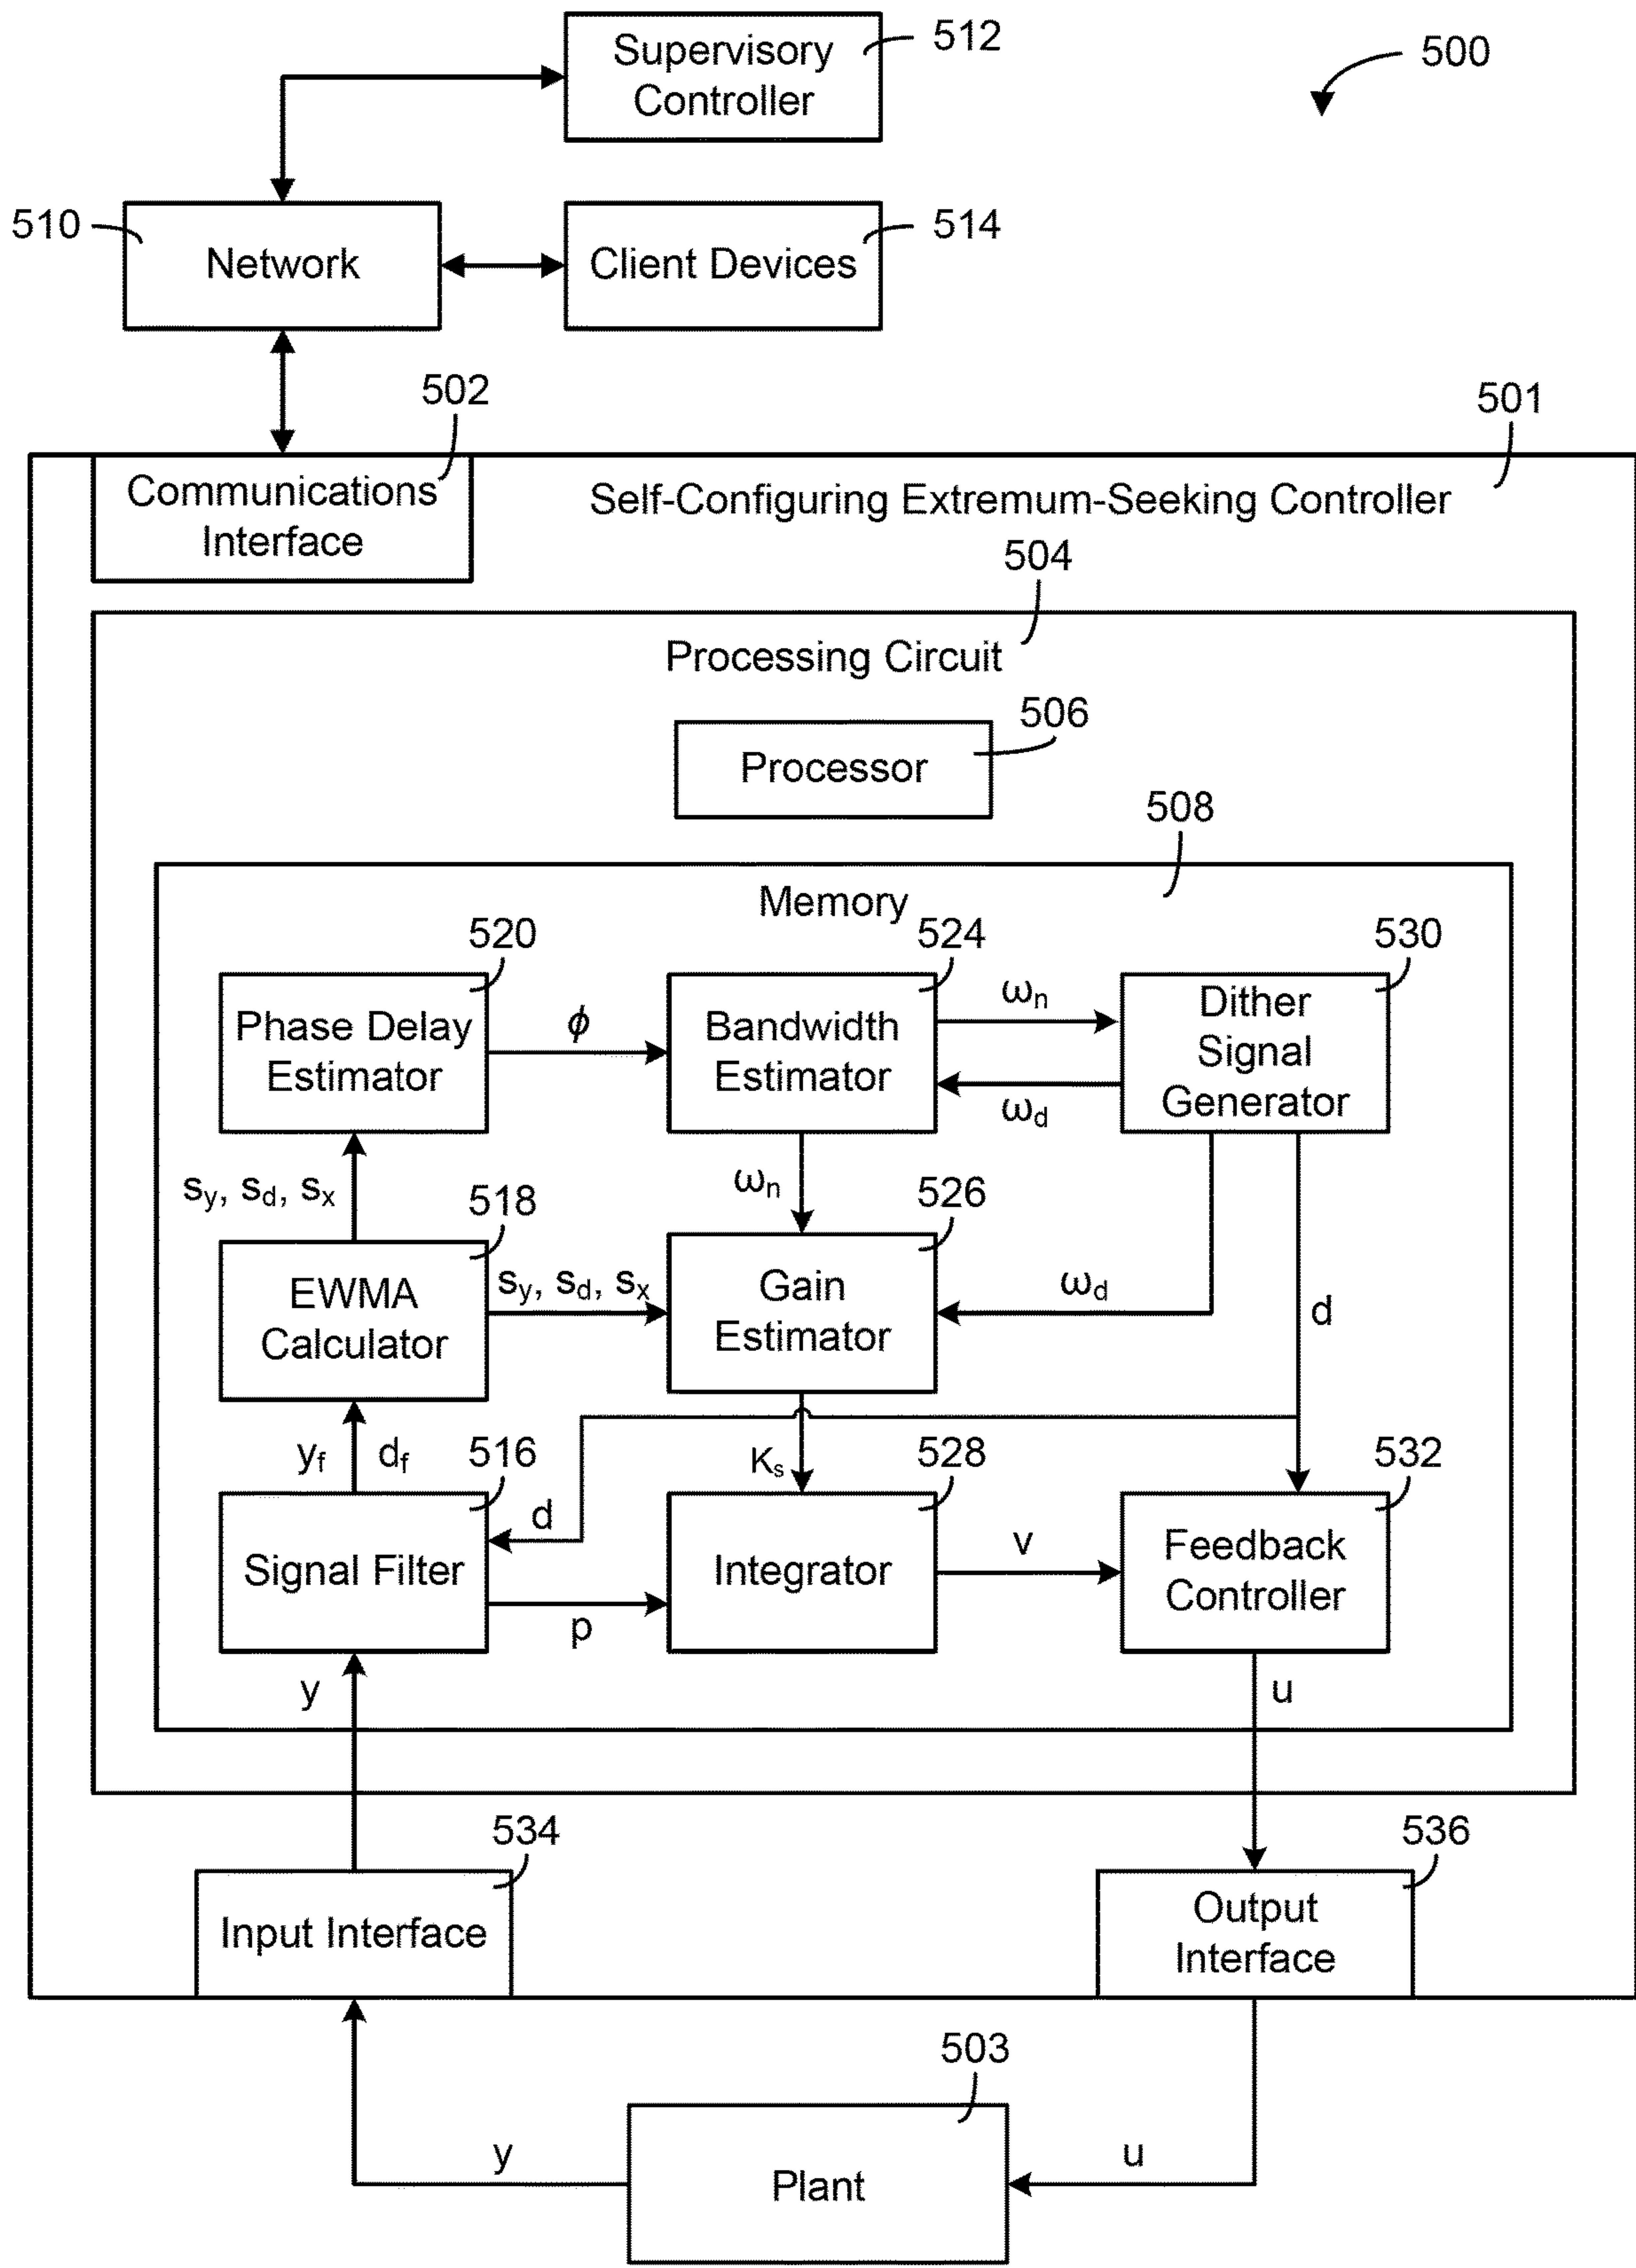 Supervisory
Controller
512
500
510
Network
Client Devices
514
502
501
Communications
Interface
Self-Configuring Extremum-Seeking Controller
504
Processing Circuit
506
Processor
508
Memory
520
524
530
Phase Delay
Estimator
ϕ
Bandwidth
Estimator
ωn
ωd
Dither
Signal
Generator
sy, sd, sx
518
ωn
526
EWMA
Calculator
sy, sd, sx
Gain
Estimator
ωd
d
yf
df
516
Ks
528
532
Signal Filter
d
p
Integrator
v
Feedback
Controller
y
u
534
536
Input Interface
Output
Interface
503
y
Plant
u